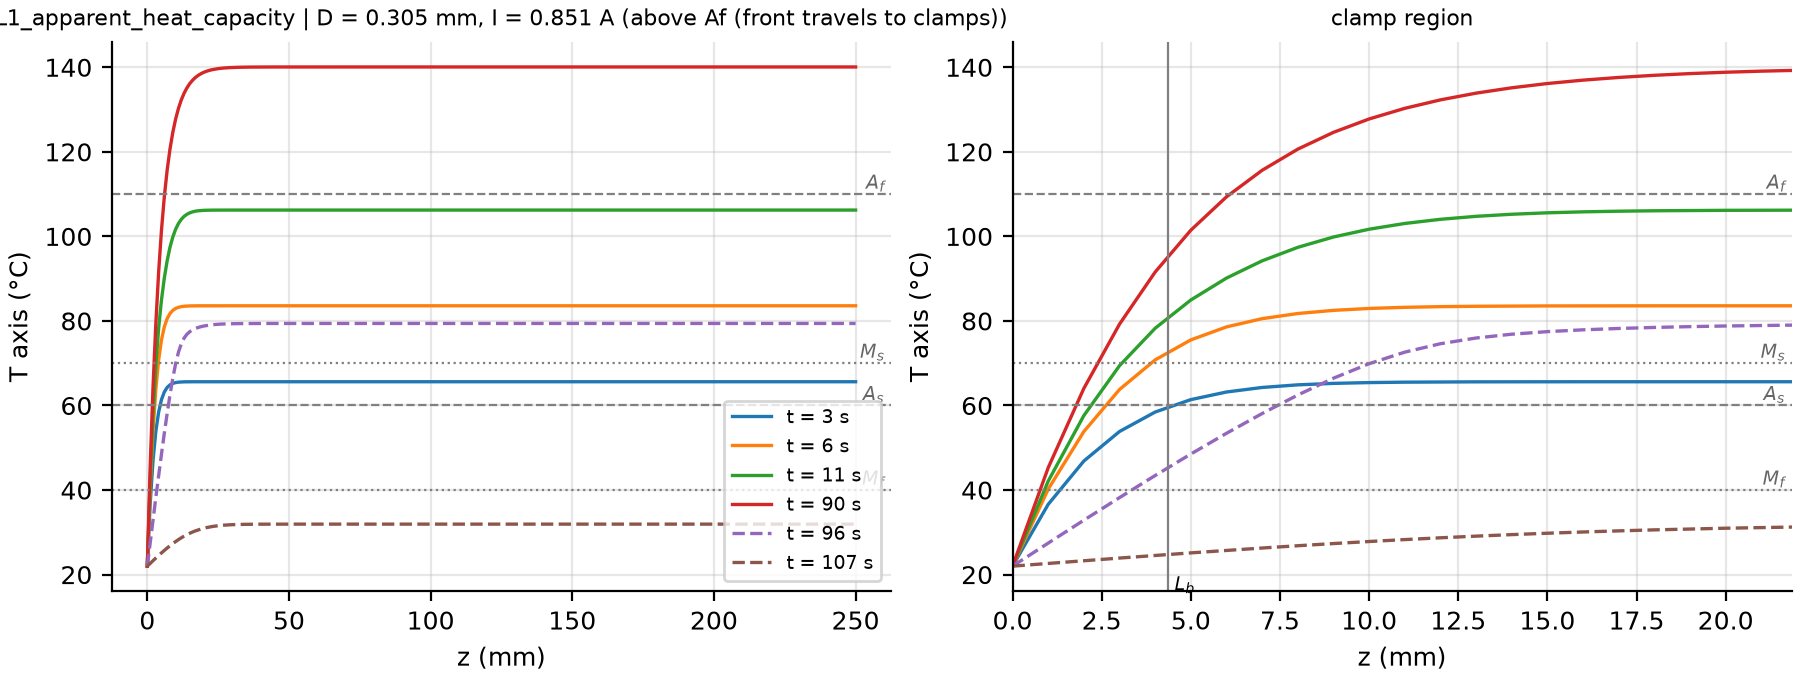 L1_apparent_heat_capacity | D = 0.305 mm, I = 0.851 A (above Af (front travels to clamps))
140
120
100
80
60
40
20
T axis (°C)
A_f
M_s
A_s
M_f
t = 3 s
t = 6 s
t = 11 s
t = 90 s
t = 96 s
t = 107 s
0 50 100 150 200 250
z (mm)
clamp region
140
120
100
80
60
40
20
T axis (°C)
A_f
M_s
A_s
M_f
L_b
0.0 2.5 5.0 7.5 10.0 12.5 15.0 17.5 20.0
z (mm)